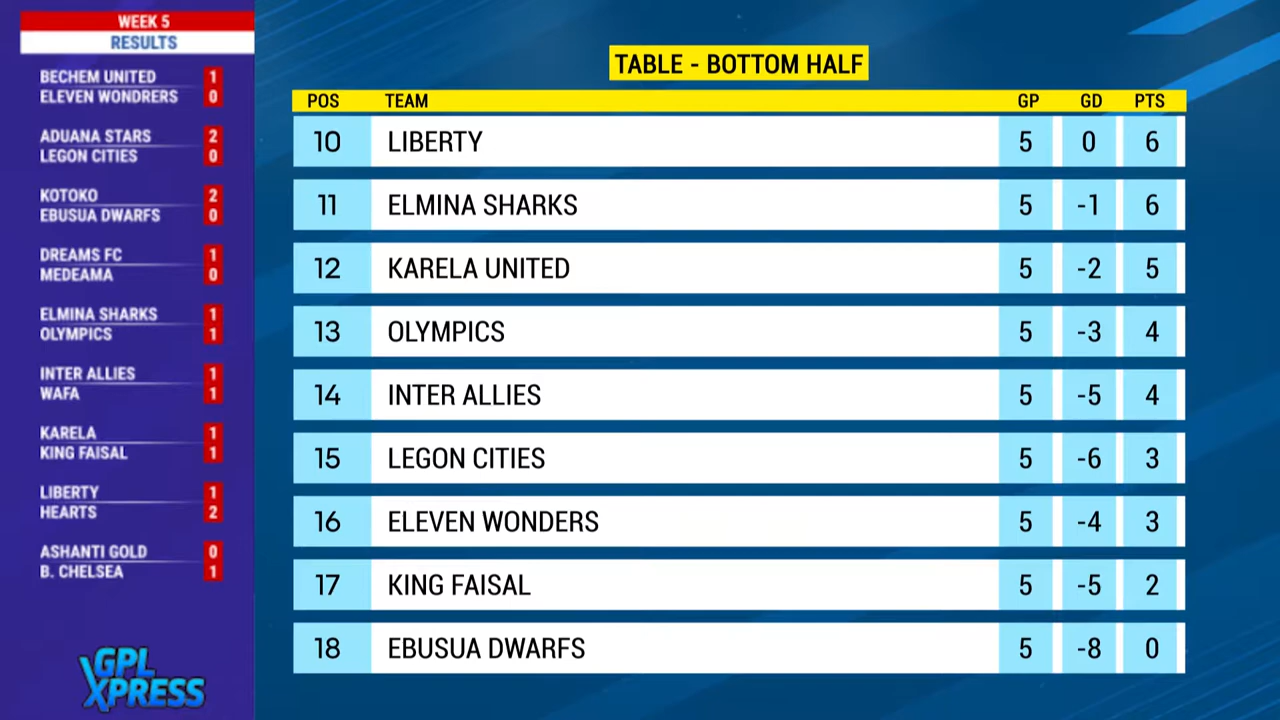 WEEK 5
RESULTS
BECHEM UNITED 1
ELEVEN WONDRERS 0
ADUANA STARS 2
LEGON CITIES 0
KOTOKO 2
EBUSUA DWARFS 0
DREAMS FC 1
MEDEAMA 0
ELMINA SHARKS 1
OLYMPICS 1
INTER ALLIES 1
WAFA 1
KARELA 1
KING FAISAL 1
LIBERTY 1
HEARTS 2
ASHANTI GOLD 0
B. CHELSEA 1
GPL
XPRESS
TABLE - BOTTOM HALF
POS TEAM GP GD PTS
10 LIBERTY 5 0 6
11 ELMINA SHARKS 5 -1 6
12 KARELA UNITED 5 -2 5
13 OLYMPICS 5 -3 4
14 INTER ALLIES 5 -5 4
15 LEGON CITIES 5 -6 3
16 ELEVEN WONDERS 5 -4 3
17 KING FAISAL 5 -5 2
18 EBUSUA DWARFS 5 -8 0